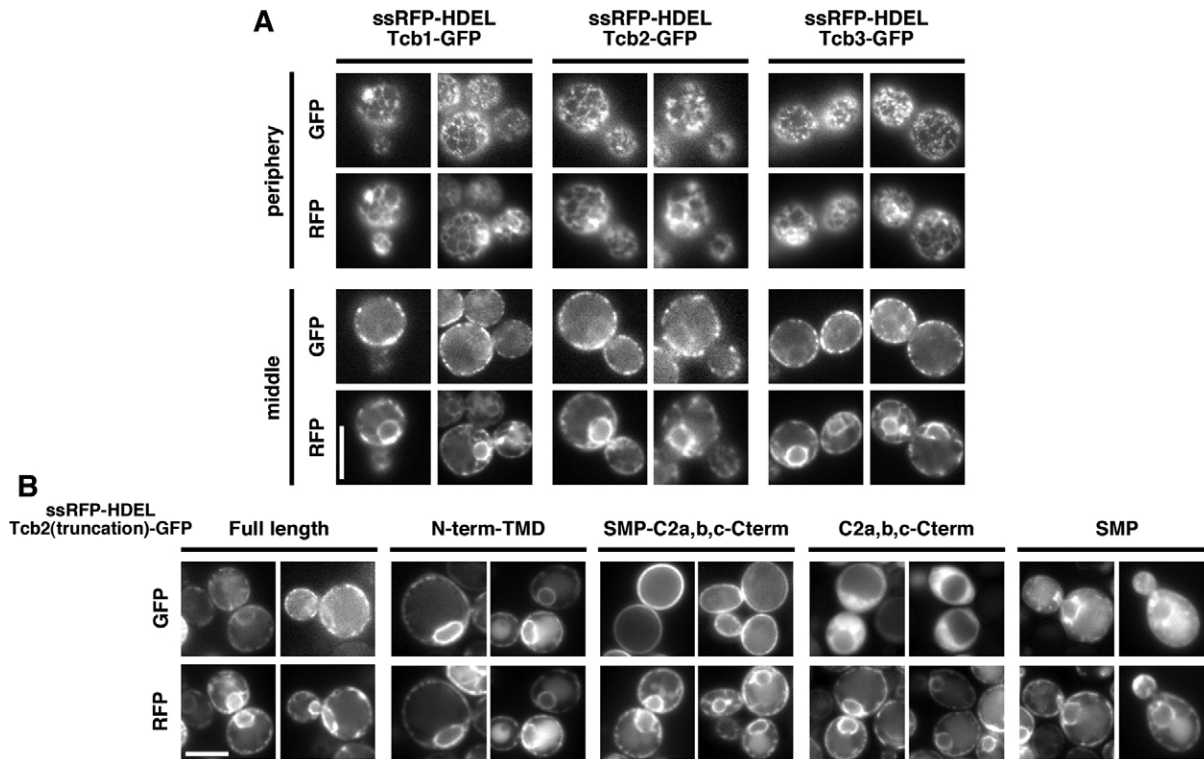 A
ssRFP-HDEL
Tcb1-GFP
ssRFP-HDEL
Tcb2-GFP
ssRFP-HDEL
Tcb3-GFP
periphery
GFP
RFP
middle
GFP
RFP
B
ssRFP-HDEL
Tcb2(truncation)-GFP
Full length
N-term-TMD
SMP-C2a,b,c-Cterm
C2a,b,c-Cterm
SMP
GFP
RFP